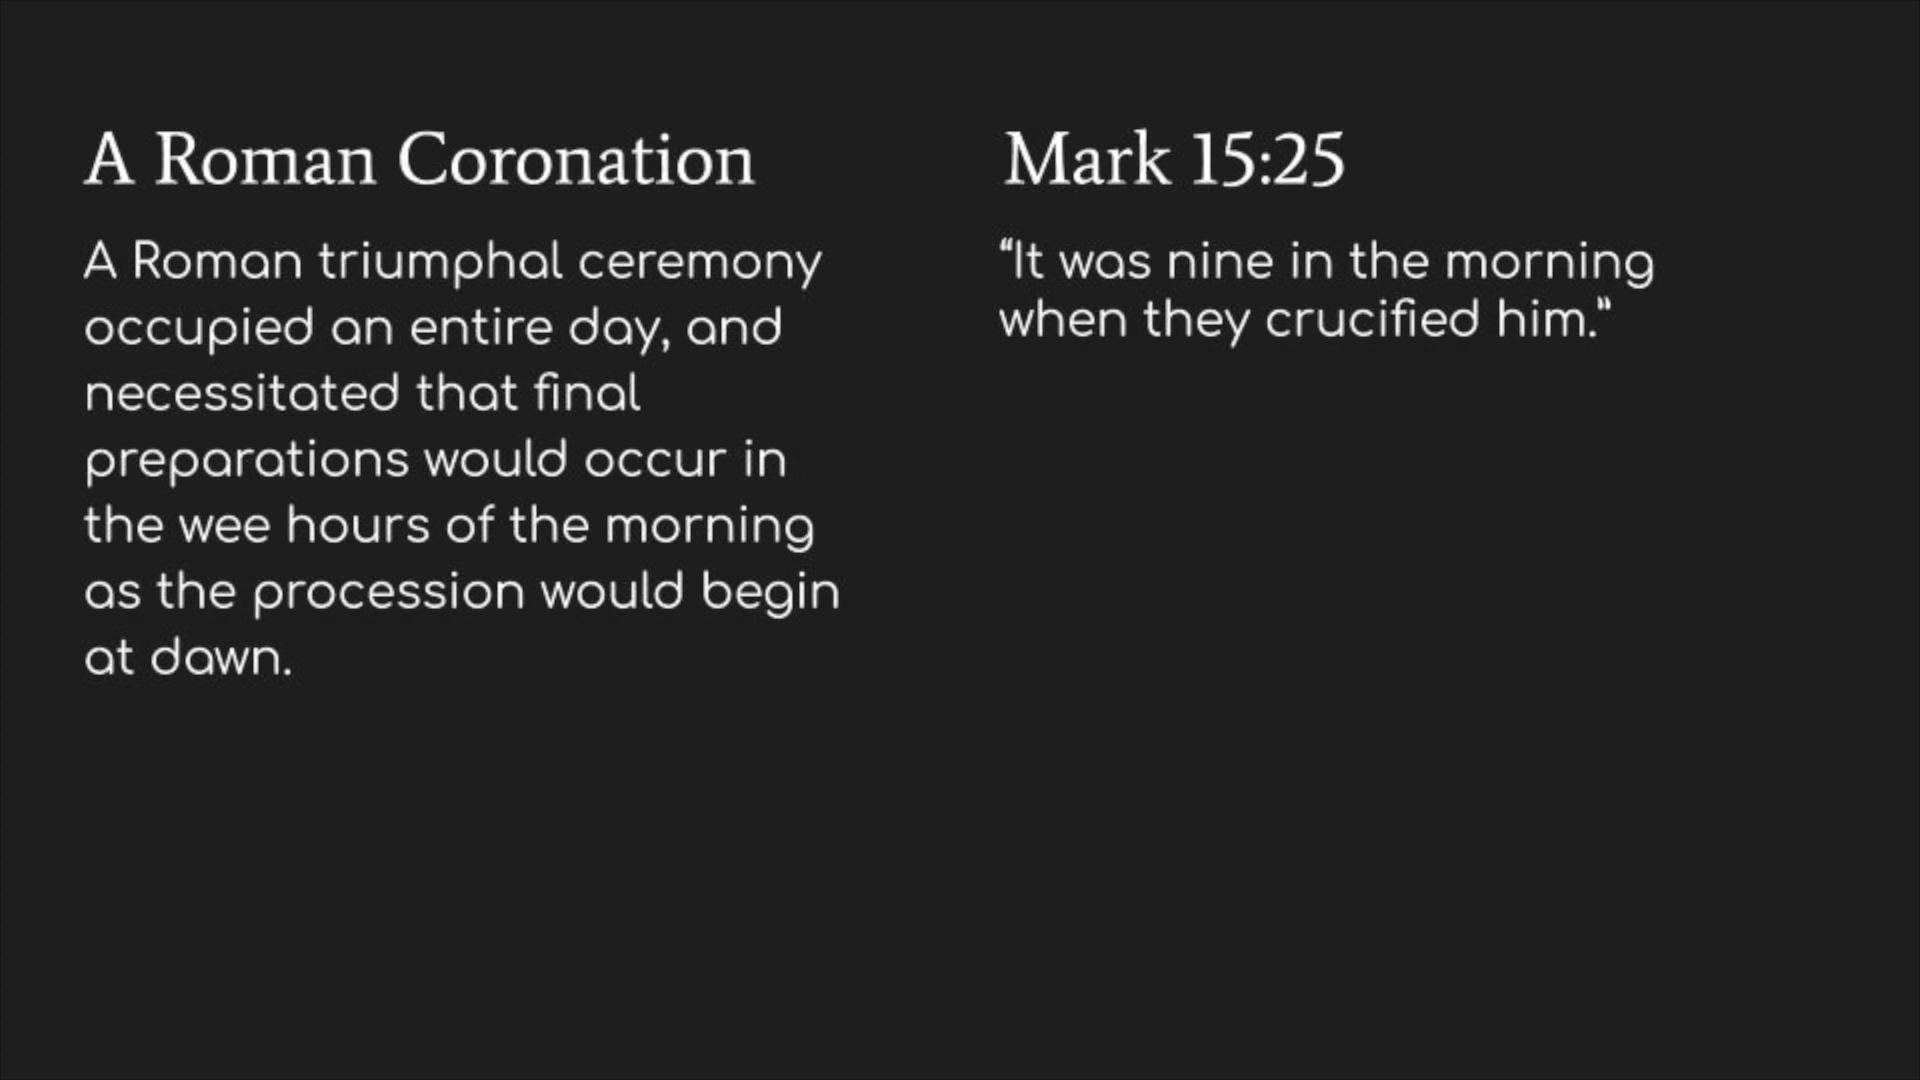 A Roman Coronation
A Roman triumphal ceremony
occupied an entire day, and
necessitated that final
preparations would occur in
the wee hours of the morning
as the procession would begin
at dawn.
Mark 15:25
“It was nine in the morning
when they crucified him.”